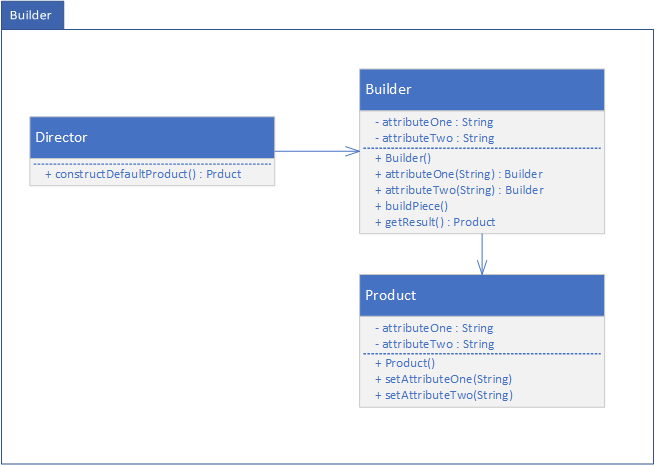 Builder
Director
+ constructDefaultProduct() : Prduct
Builder
- attributeOne : String
- attributeTwo : String
+ Builder()
+ attributeOne(String) : Builder
+ attributeTwo(String) : Builder
+ buildPiece()
+ getResult() : Product
Product
- attributeOne : String
- attributeTwo : String
+ Product()
+ setAttributeOne(String)
+ setAttributeTwo(String)